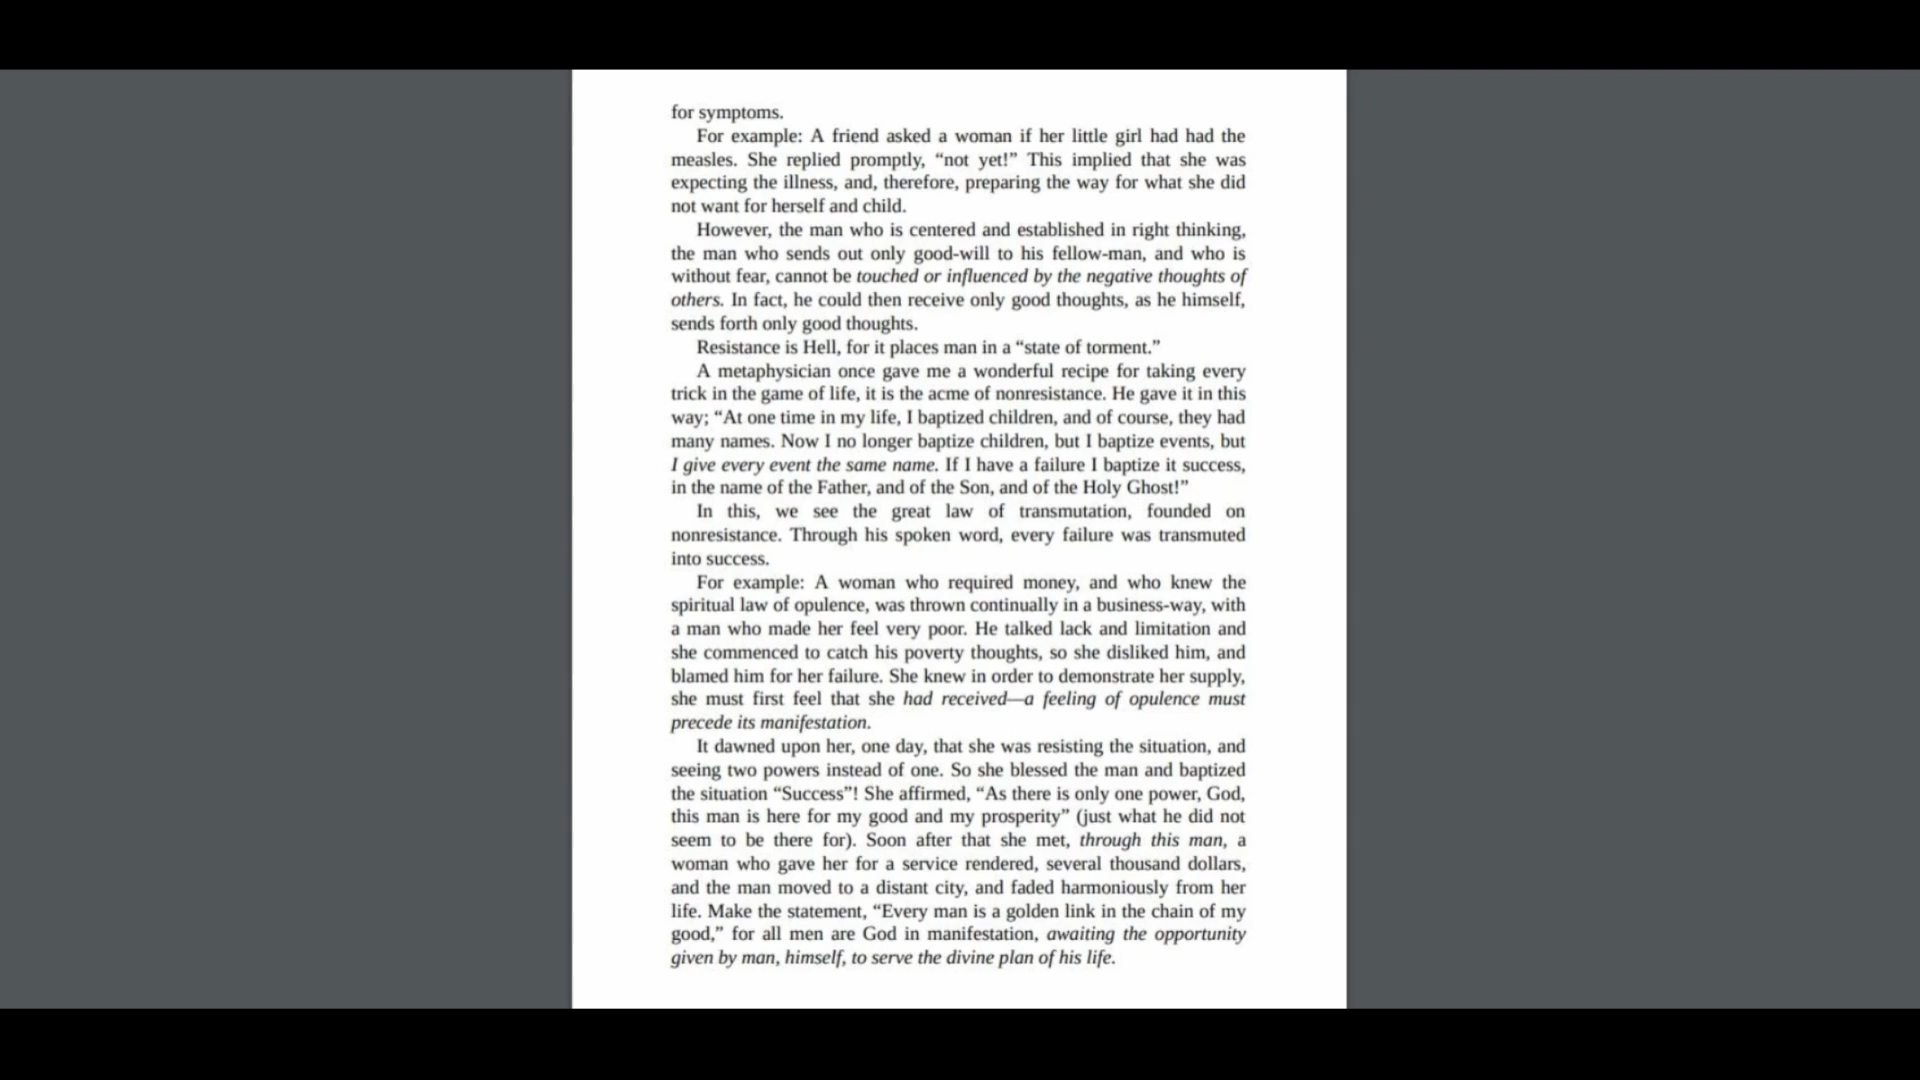 for symptoms.
For example: A friend asked a woman if her little girl had had the
measles. She replied promptly, “not yet!” This implied that she was
expecting the illness, and, therefore, preparing the way for what she did
not want for herself and child.
However, the man who is centered and established in right thinking,
the man who sends out only good-will to his fellow-man, and who is
without fear, cannot be touched or influenced by the negative thoughts of
others. In fact, he could then receive only good thoughts, as he himself,
sends forth only good thoughts.
Resistance is Hell, for it places man in a “state of torment.”
A metaphysician once gave me a wonderful recipe for taking every
trick in the game of life, it is the acme of nonresistance. He gave it in this
way; “At one time in my life, I baptized children, and of course, they had
many names. Now I no longer baptize children, but I baptize events, but
I give every event the same name. If I have a failure I baptize it success,
in the name of the Father, and of the Son, and of the Holy Ghost!”
In this, we see the great law of transmutation, founded on
nonresistance. Through his spoken word, every failure was transmuted
into success.
For example: A woman who required money, and who knew the
spiritual law of opulence, was thrown continually in a business-way, with
a man who made her feel very poor. He talked lack and limitation and
she commenced to catch his poverty thoughts, so she disliked him, and
blamed him for her failure. She knew in order to demonstrate her supply,
she must first feel that she had received—a feeling of opulence must
precede its manifestation.
It dawned upon her, one day, that she was resisting the situation, and
seeing two powers instead of one. So she blessed the man and baptized
the situation “Success”! She affirmed, “As there is only one power, God,
this man is here for my good and my prosperity” (just what he did not
seem to be there for). Soon after that she met, through this man, a
woman who gave her for a service rendered, several thousand dollars,
and the man moved to a distant city, and faded harmoniously from her
life. Make the statement, “Every man is a golden link in the chain of my
good,” for all men are God in manifestation, awaiting the opportunity
given by man, himself, to serve the divine plan of his life.